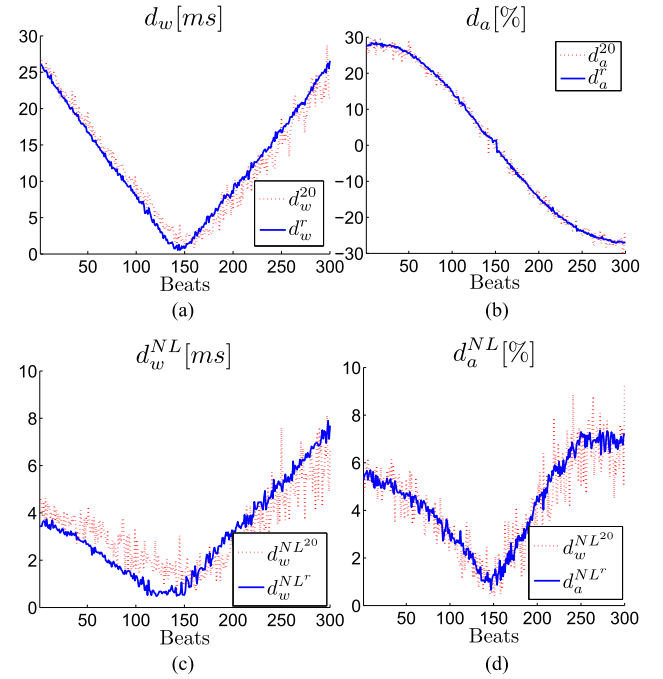 d_w[ms]
30
25
20
15
10
5
0
d_w^{20}
d_w^r
50 100 150 200 250 300
Beats
(a)
d_a[%]
30
20
10
0
−10
−20
−30
d_a^{20}
d_a^r
50 100 150 200 250 300
Beats
(b)
d_w^{NL}[ms]
10
8
6
4
2
0
d_w^{NL^{20}}
d_w^{NL^r}
50 100 150 200 250 300
Beats
(c)
d_a^{NL}[%]
10
8
6
4
2
0
d_w^{NL^{20}}
d_a^{NL^r}
50 100 150 200 250 300
Beats
(d)